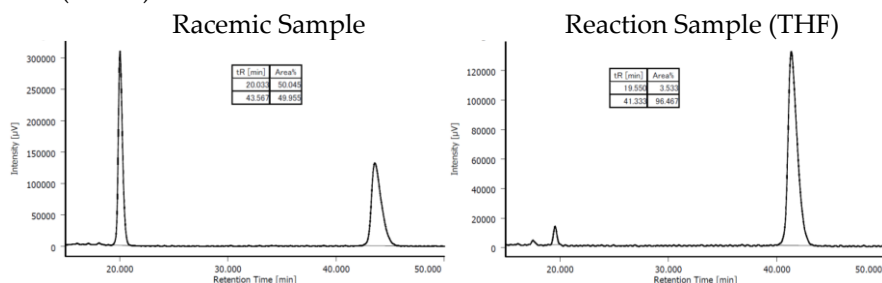 Racemic Sample
Reaction Sample (THF)
300000
250000
200000
150000
100000
50000
0
Intensity [µV]
tR [min] Area%
20.033 50.045
43.567 49.955
20.000 30.000 40.000 50.000
Retention Time [min]
120000
100000
80000
60000
40000
20000
0
Intensity [µV]
tR [min] Area%
19.550 3.533
41.333 96.467
20.000 30.000 40.000 50.000
Retention Time [min]